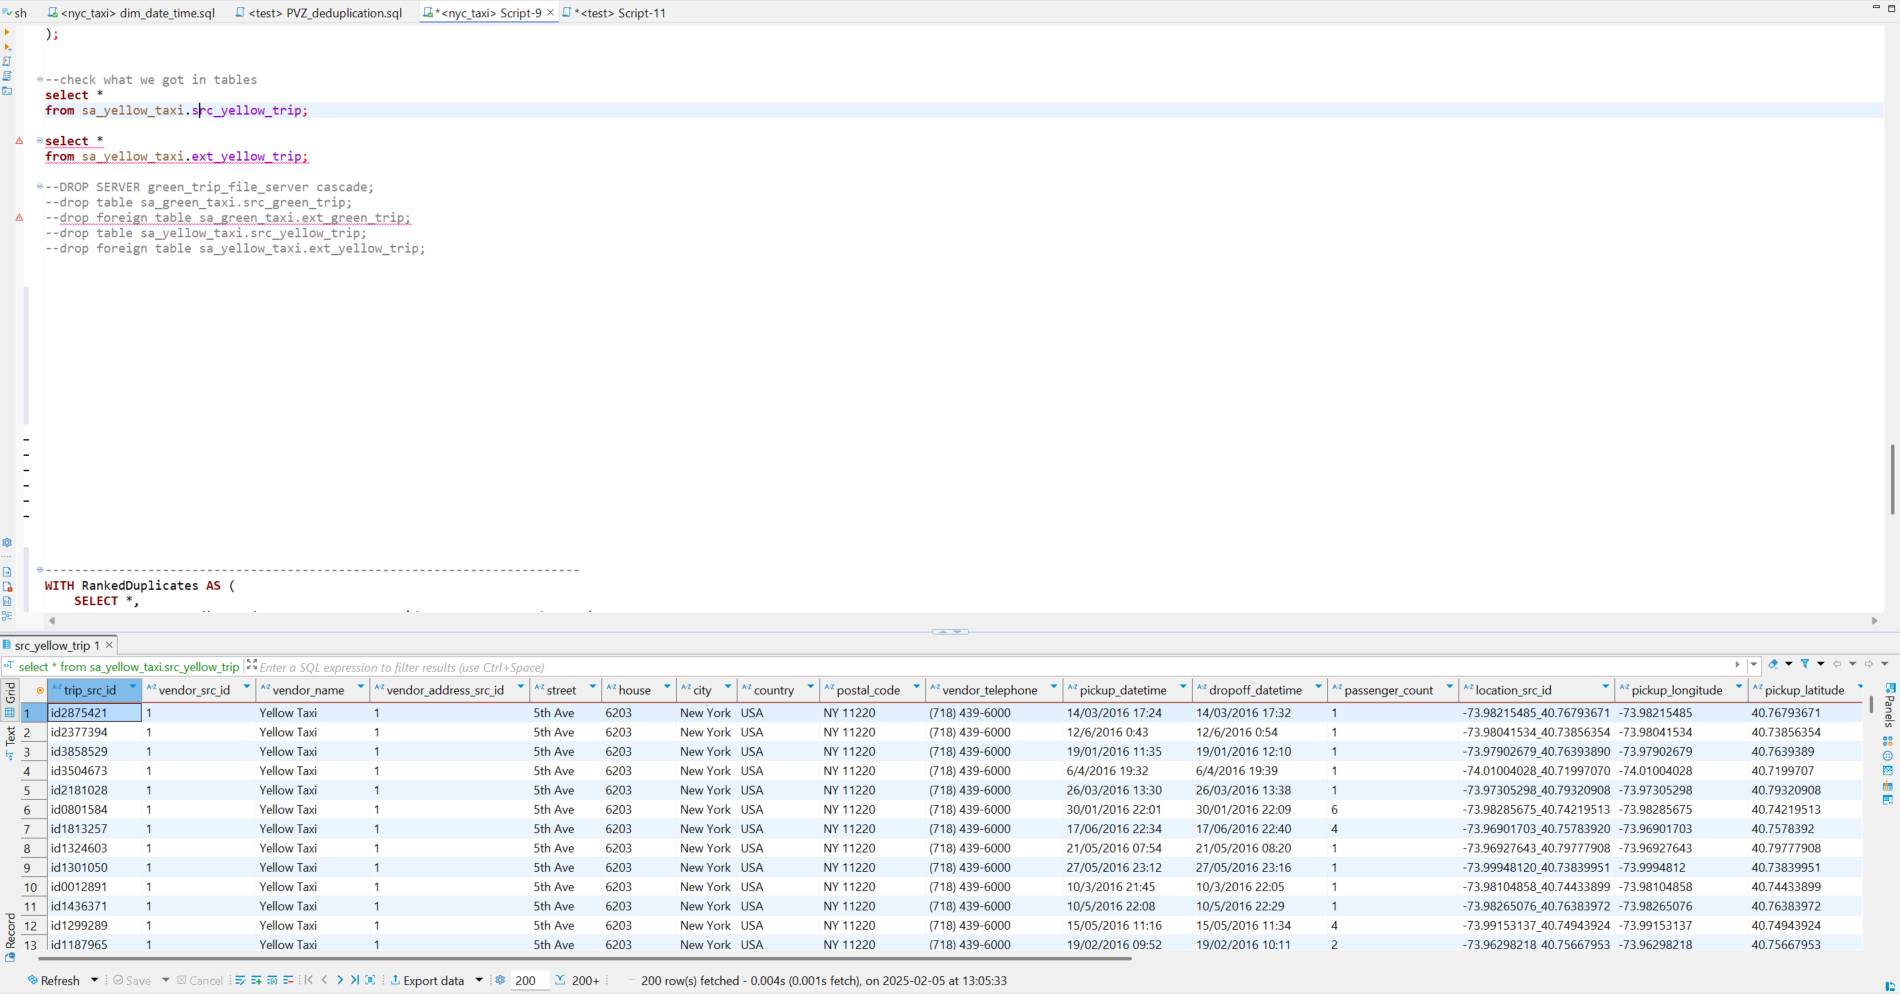 sh
<nyc_taxi> dim_date_time.sql
<test> PVZ_deduplication.sql
*<nyc_taxi> Script-9
*<test> Script-11
);
--check what we got in tables
select *
from sa_yellow_taxi.src_yellow_trip;
select *
from sa_yellow_taxi.ext_yellow_trip;
--DROP SERVER green_trip_file_server cascade;
--drop table sa_green_taxi.src_green_trip;
--drop foreign table sa_green_taxi.ext_green_trip;
--drop table sa_yellow_taxi.src_yellow_trip;
--drop foreign table sa_yellow_taxi.ext_yellow_trip;
-------------------------------------------------------------------------
WITH RankedDuplicates AS (
SELECT *,
src_yellow_trip 1
select * from sa_yellow_taxi.src_yellow_trip Enter a SQL expression to filter results (use Ctrl+Space)
Grid
Text
Record
Panels
trip_src_id vendor_src_id vendor_name vendor_address_src_id street house city country postal_code vendor_telephone pickup_datetime dropoff_datetime passenger_count location_src_id pickup_longitude pickup_latitude
1 id2875421 1 Yellow Taxi 1 5th Ave 6203 New York USA NY 11220 (718) 439-6000 14/03/2016 17:24 14/03/2016 17:32 1 -73.98215485_40.76793671 -73.98215485 40.76793671
2 id2377394 1 Yellow Taxi 1 5th Ave 6203 New York USA NY 11220 (718) 439-6000 12/6/2016 0:43 12/6/2016 0:54 1 -73.98041534_40.73856354 -73.98041534 40.73856354
3 id3858529 1 Yellow Taxi 1 5th Ave 6203 New York USA NY 11220 (718) 439-6000 19/01/2016 11:35 19/01/2016 12:10 1 -73.97902679_40.76393890 -73.97902679 40.7639389
4 id3504673 1 Yellow Taxi 1 5th Ave 6203 New York USA NY 11220 (718) 439-6000 6/4/2016 19:32 6/4/2016 19:39 1 -74.01004028_40.71997070 -74.01004028 40.7199707
5 id2181028 1 Yellow Taxi 1 5th Ave 6203 New York USA NY 11220 (718) 439-6000 26/03/2016 13:30 26/03/2016 13:38 1 -73.97305298_40.79320908 -73.97305298 40.79320908
6 id0801584 1 Yellow Taxi 1 5th Ave 6203 New York USA NY 11220 (718) 439-6000 30/01/2016 22:01 30/01/2016 22:09 6 -73.98285675_40.74219513 -73.98285675 40.74219513
7 id1813257 1 Yellow Taxi 1 5th Ave 6203 New York USA NY 11220 (718) 439-6000 17/06/2016 22:34 17/06/2016 22:40 4 -73.96901703_40.75783920 -73.96901703 40.7578392
8 id1324603 1 Yellow Taxi 1 5th Ave 6203 New York USA NY 11220 (718) 439-6000 21/05/2016 07:54 21/05/2016 08:20 1 -73.96927643_40.79777908 -73.96927643 40.79777908
9 id1301050 1 Yellow Taxi 1 5th Ave 6203 New York USA NY 11220 (718) 439-6000 27/05/2016 23:12 27/05/2016 23:16 1 -73.99948120_40.73839951 -73.9994812 40.73839951
10 id0012891 1 Yellow Taxi 1 5th Ave 6203 New York USA NY 11220 (718) 439-6000 10/3/2016 21:45 10/3/2016 22:05 1 -73.98104858_40.74433899 -73.98104858 40.74433899
11 id1436371 1 Yellow Taxi 1 5th Ave 6203 New York USA NY 11220 (718) 439-6000 10/5/2016 22:08 10/5/2016 22:29 1 -73.98265076_40.76383972 -73.98265076 40.76383972
12 id1299289 1 Yellow Taxi 1 5th Ave 6203 New York USA NY 11220 (718) 439-6000 15/05/2016 11:16 15/05/2016 11:34 4 -73.99153137_40.74943924 -73.99153137 40.74943924
13 id1187965 1 Yellow Taxi 1 5th Ave 6203 New York USA NY 11220 (718) 439-6000 19/02/2016 09:52 19/02/2016 10:11 2 -73.96298218_40.75667953 -73.96298218 40.75667953
Refresh Save Cancel Export data 200 200+ 200 row(s) fetched - 0.004s (0.001s fetch), on 2025-02-05 at 13:05:33